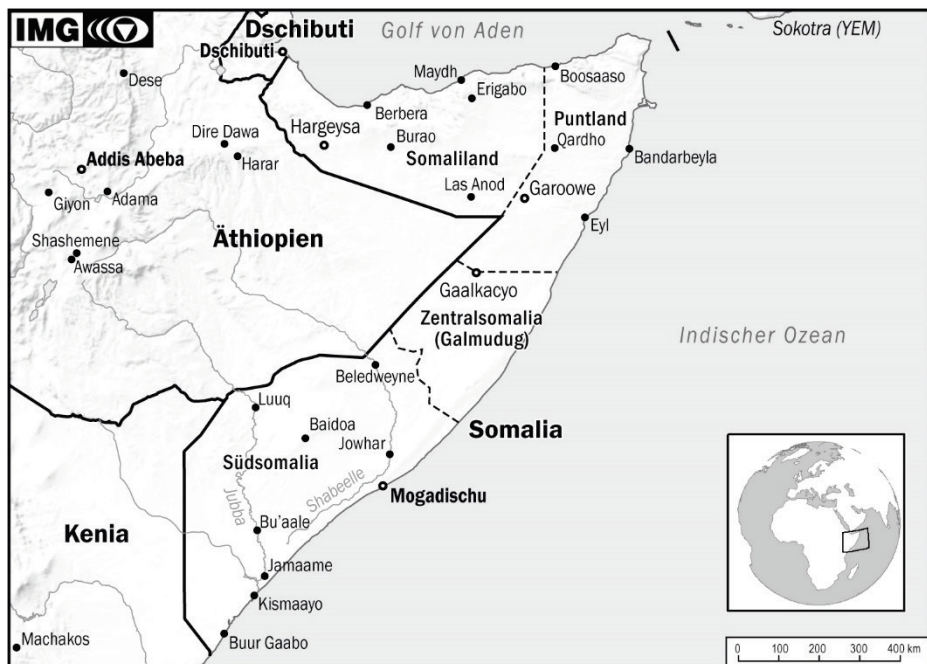 IMG
Dschibuti
Golf von Aden
Sokotra (YEM)
Dschibuti
Dese
Maydh
Boosaaso
Erigabo
Berbera
Puntland
Dire Dawa
Hargeysa
Burao
Qardho
Harar
Somaliland
Bandarbeyla
Addis Abeba
Las Anod
Garoowe
Giyon
Adama
Eyl
Shashemene
Äthiopien
Awassa
Gaalkacyo
Zentralsomalia
(Galmudug)
Indischer Ozean
Beledweyne
Luuq
Baidoa
Somalia
Jowhar
Südsomalia
Jubba
Shabeelle
Mogadischu
Kenia
Bu'aale
Jamaame
Kismaayo
Buur Gaabo
Machakos
0 100 200 300 400 km